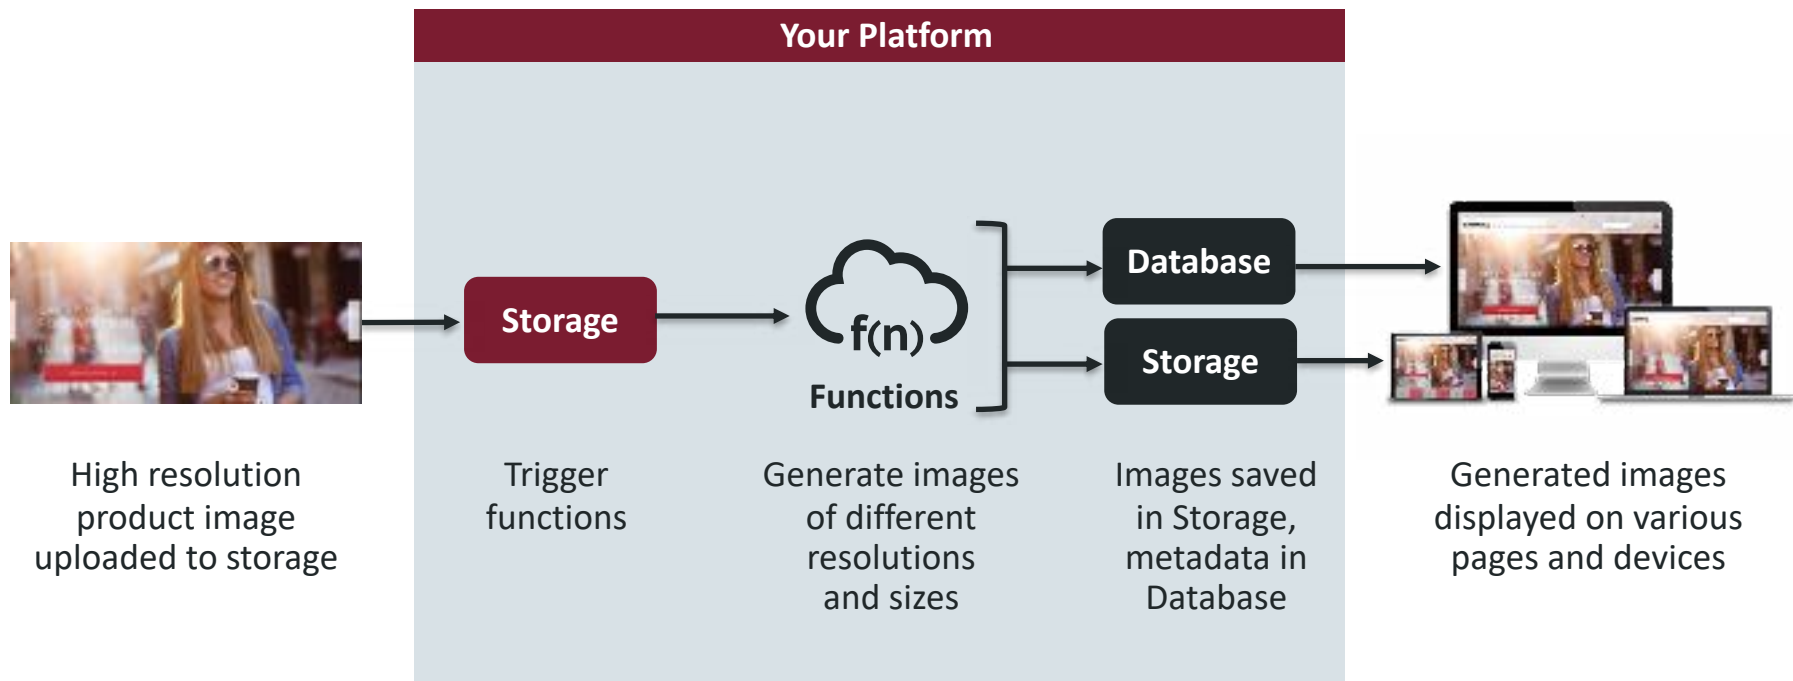 Your Platform
Storage
f(n)
Functions
Database
Storage
High resolution
product image
uploaded to storage
Trigger
functions
Generate images
of different
resolutions
and sizes
Images saved
in Storage,
metadata in
Database
Generated images
displayed on various
pages and devices